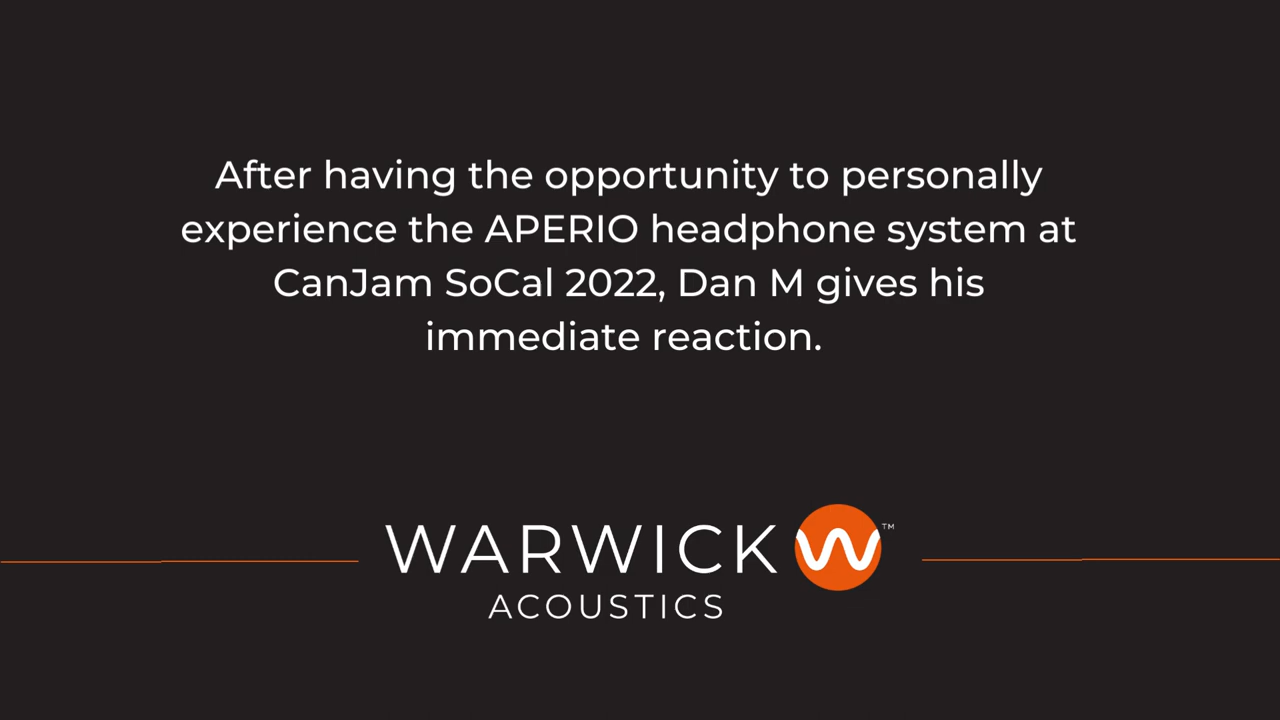 After having the opportunity to personally
experience the APERIO headphone system at
CanJam SoCal 2022, Dan M gives his
immediate reaction.
WARWICK W™
ACOUSTICS